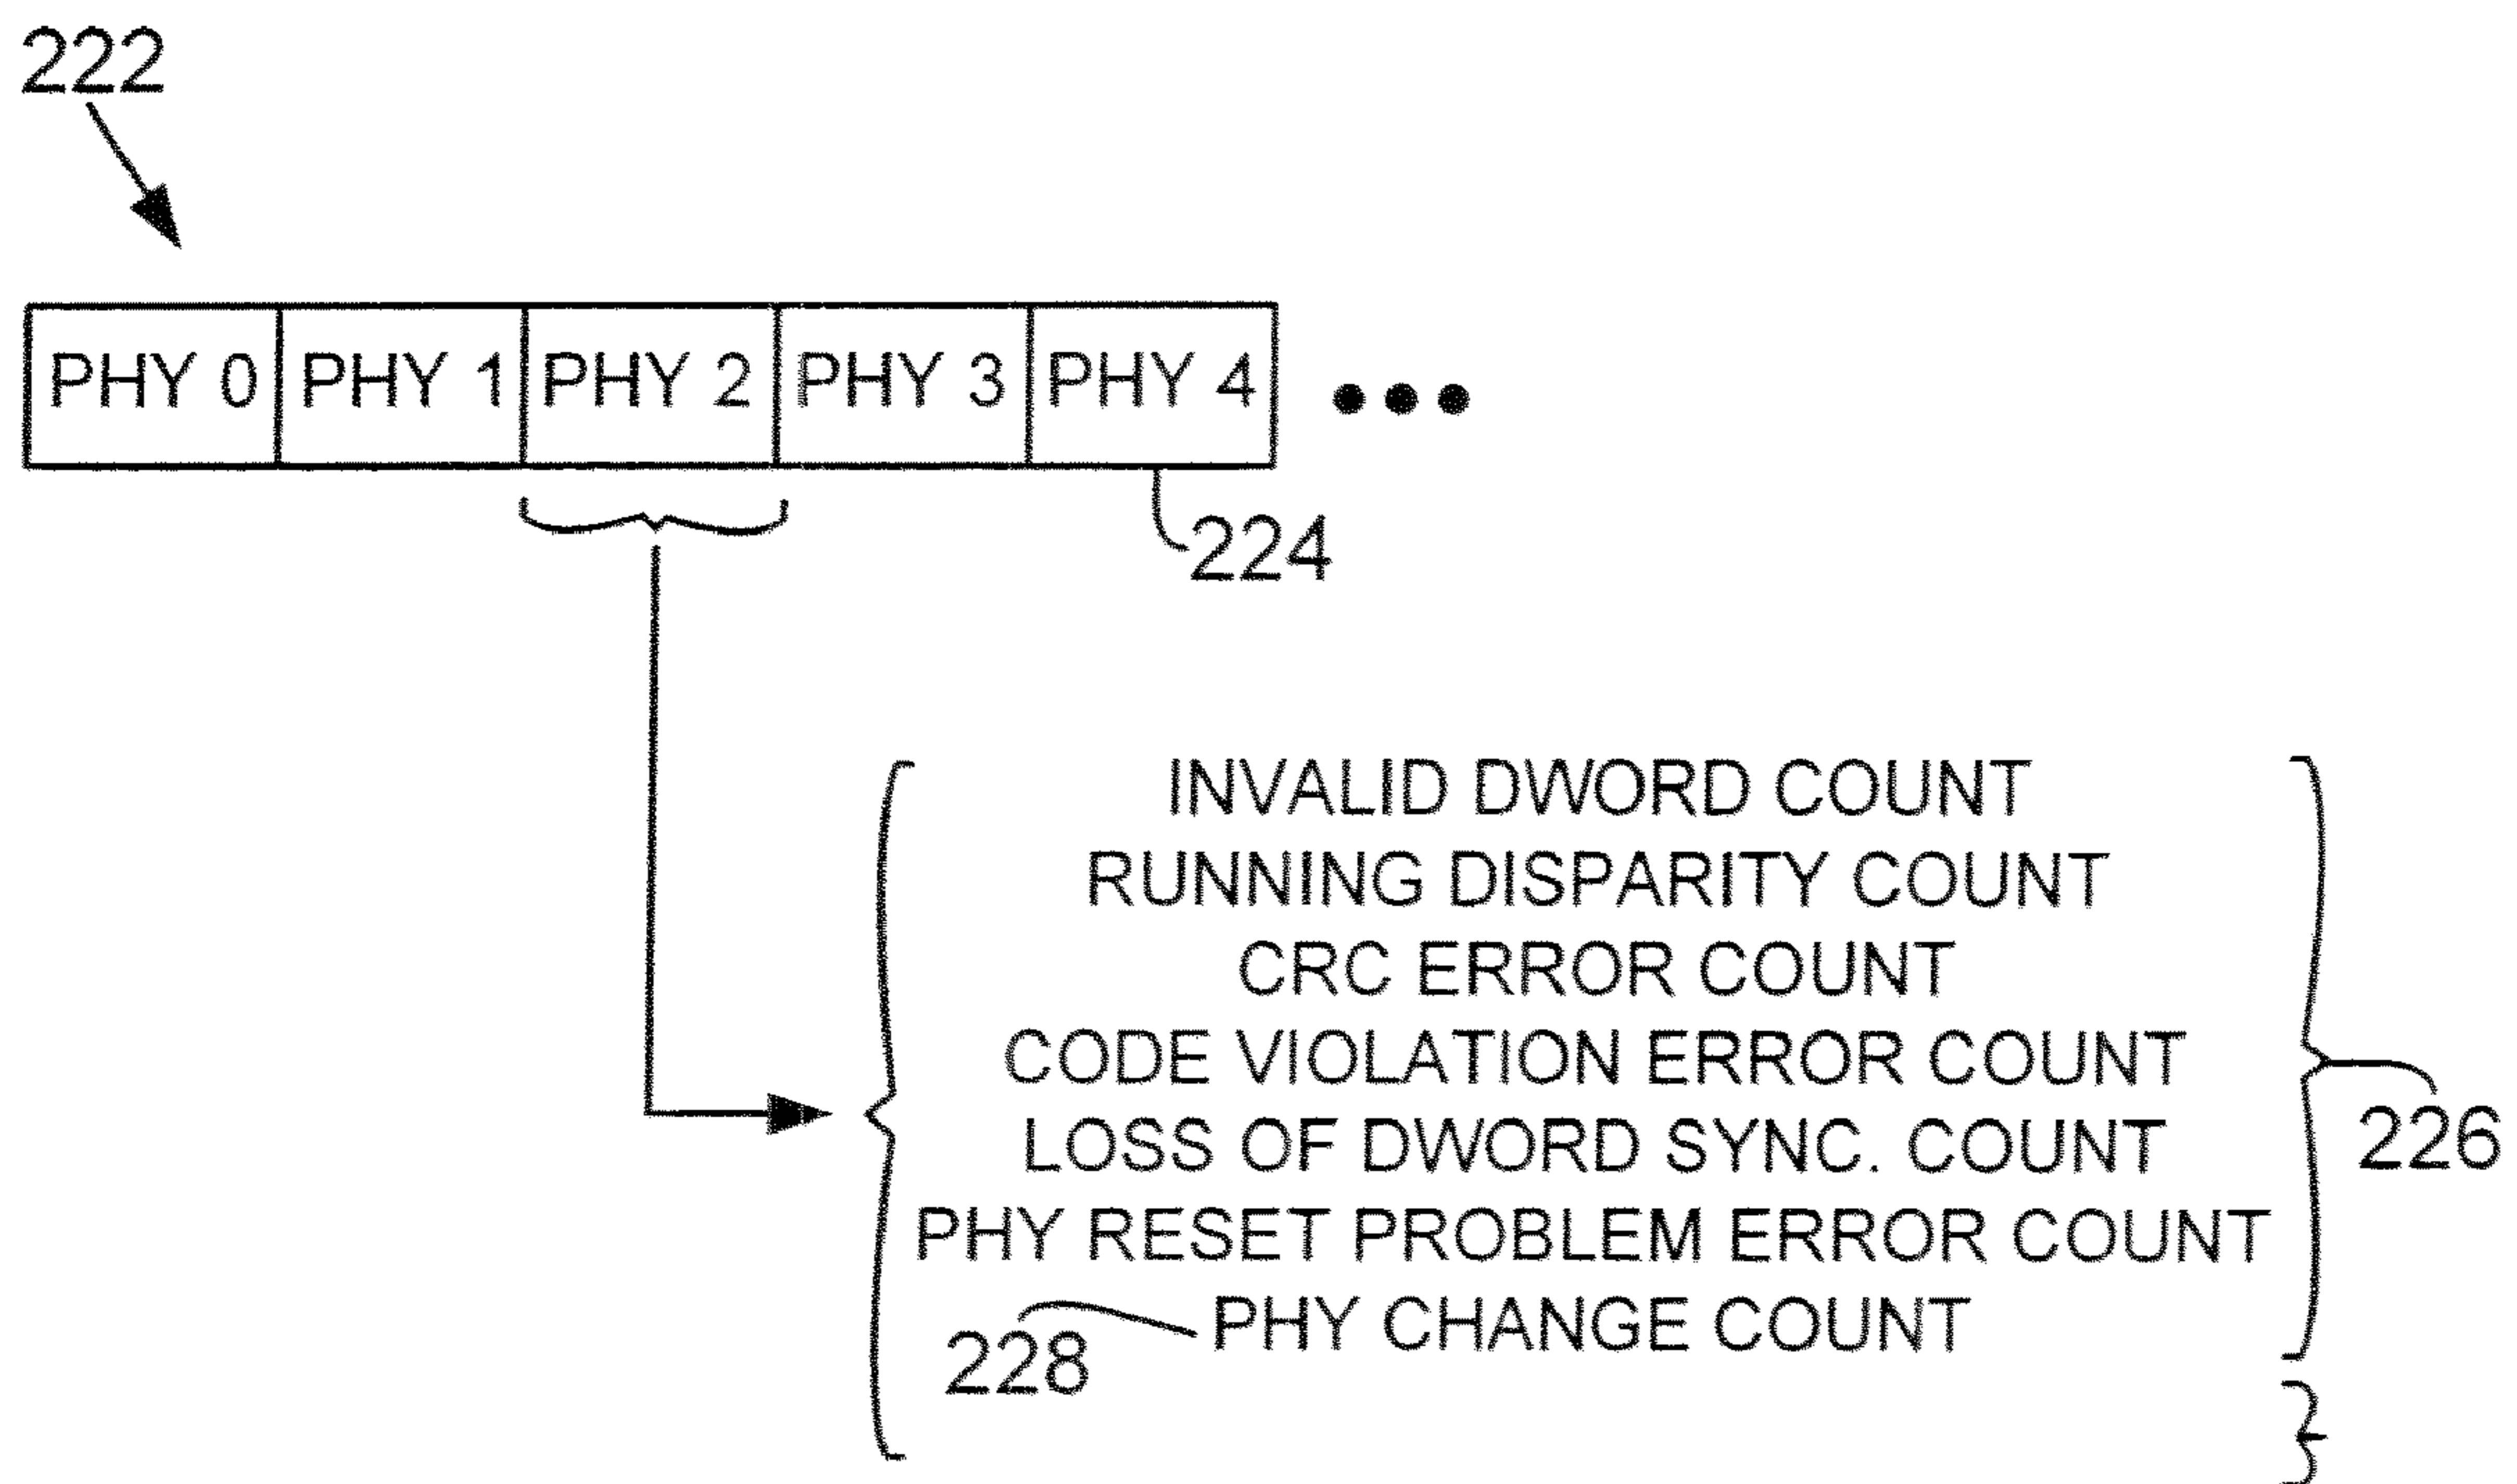 222
PHY 0 PHY 1 PHY 2 PHY 3 PHY 4 •••
224
INVALID DWORD COUNT
RUNNING DISPARITY COUNT
CRC ERROR COUNT
CODE VIOLATION ERROR COUNT
LOSS OF DWORD SYNC. COUNT
226
PHY RESET PROBLEM ERROR COUNT
PHY CHANGE COUNT
228